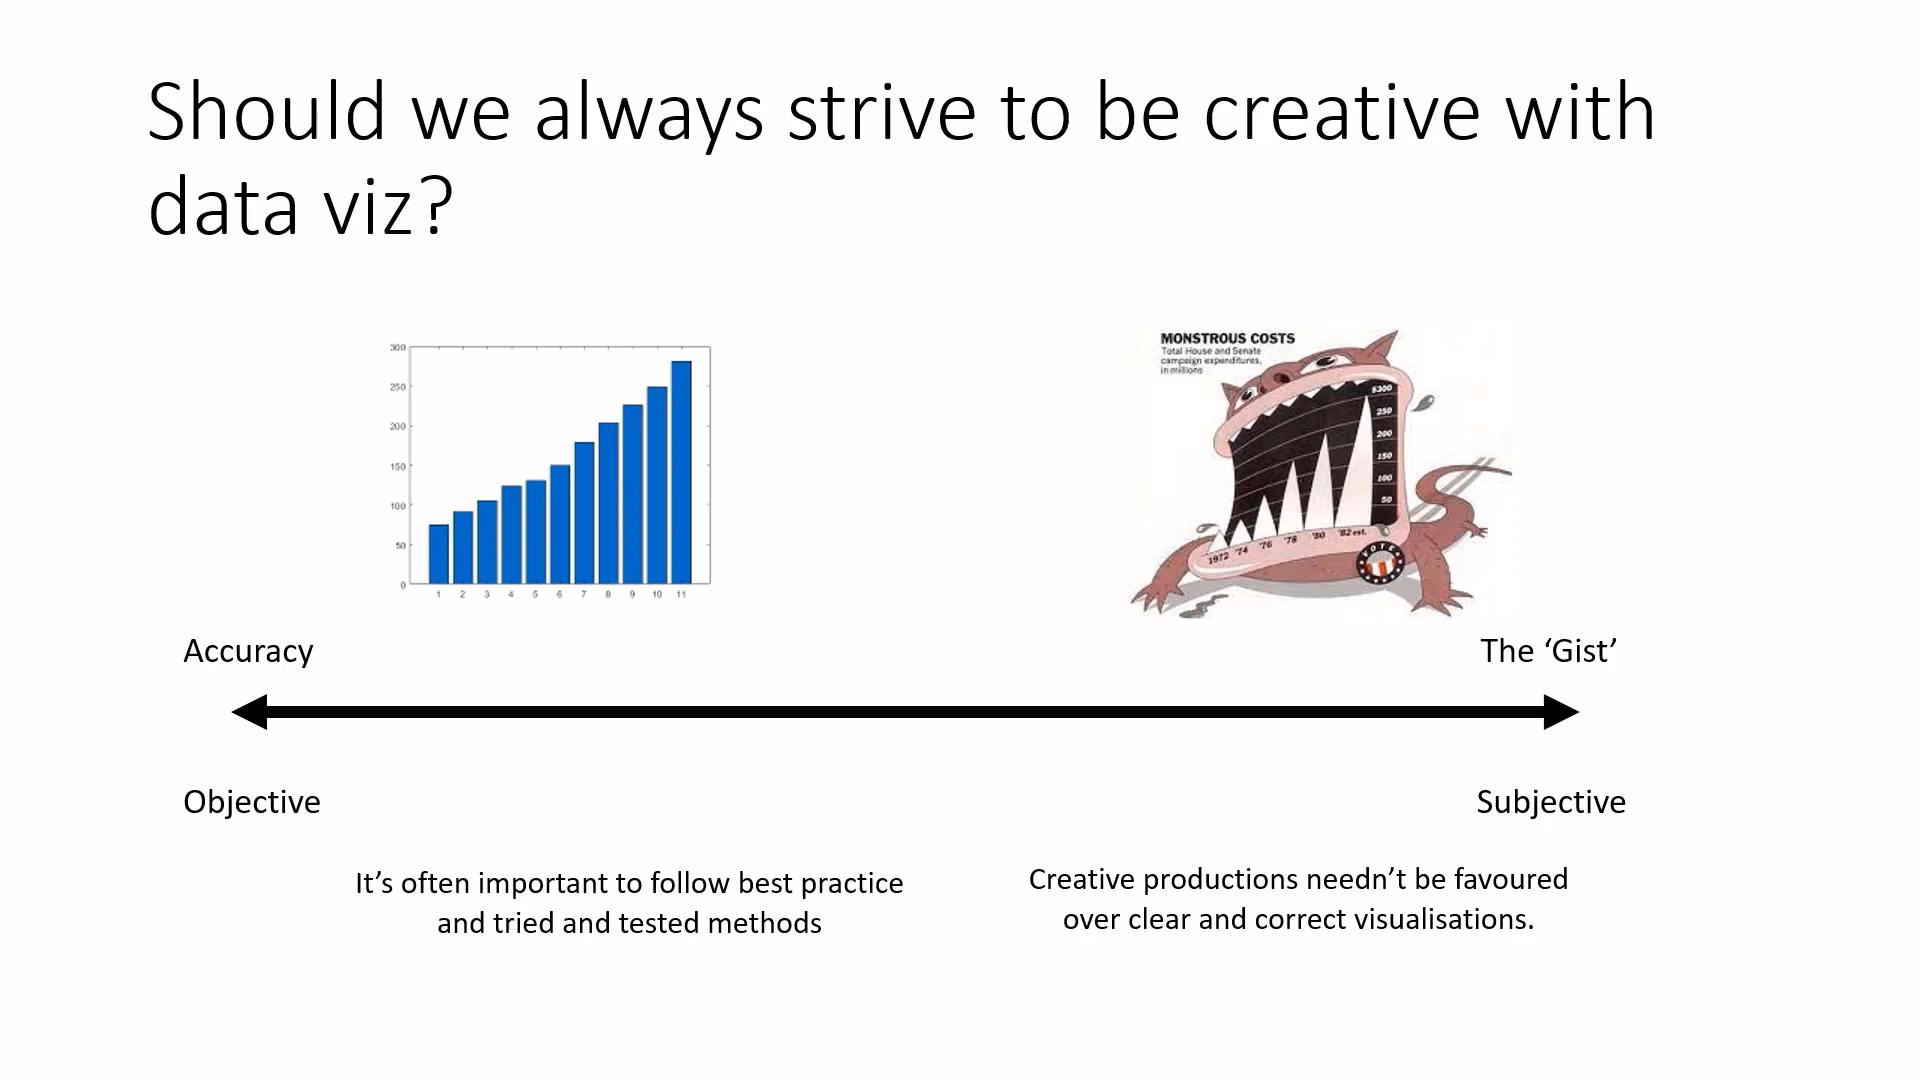 Should we always strive to be creative with
data viz?
300
250
200
150
100
50
0
1 2 3 4 5 6 7 8 9 10 11
MONSTROUS COSTS
Total House and Senate
campaign expenditures,
in millions
$300
250
200
150
100
50
1972 '74 '76 '78 '80 '82 est.
VOTE
Accuracy
The ‘Gist’
Objective
Subjective
It’s often important to follow best practice
and tried and tested methods
Creative productions needn’t be favoured
over clear and correct visualisations.